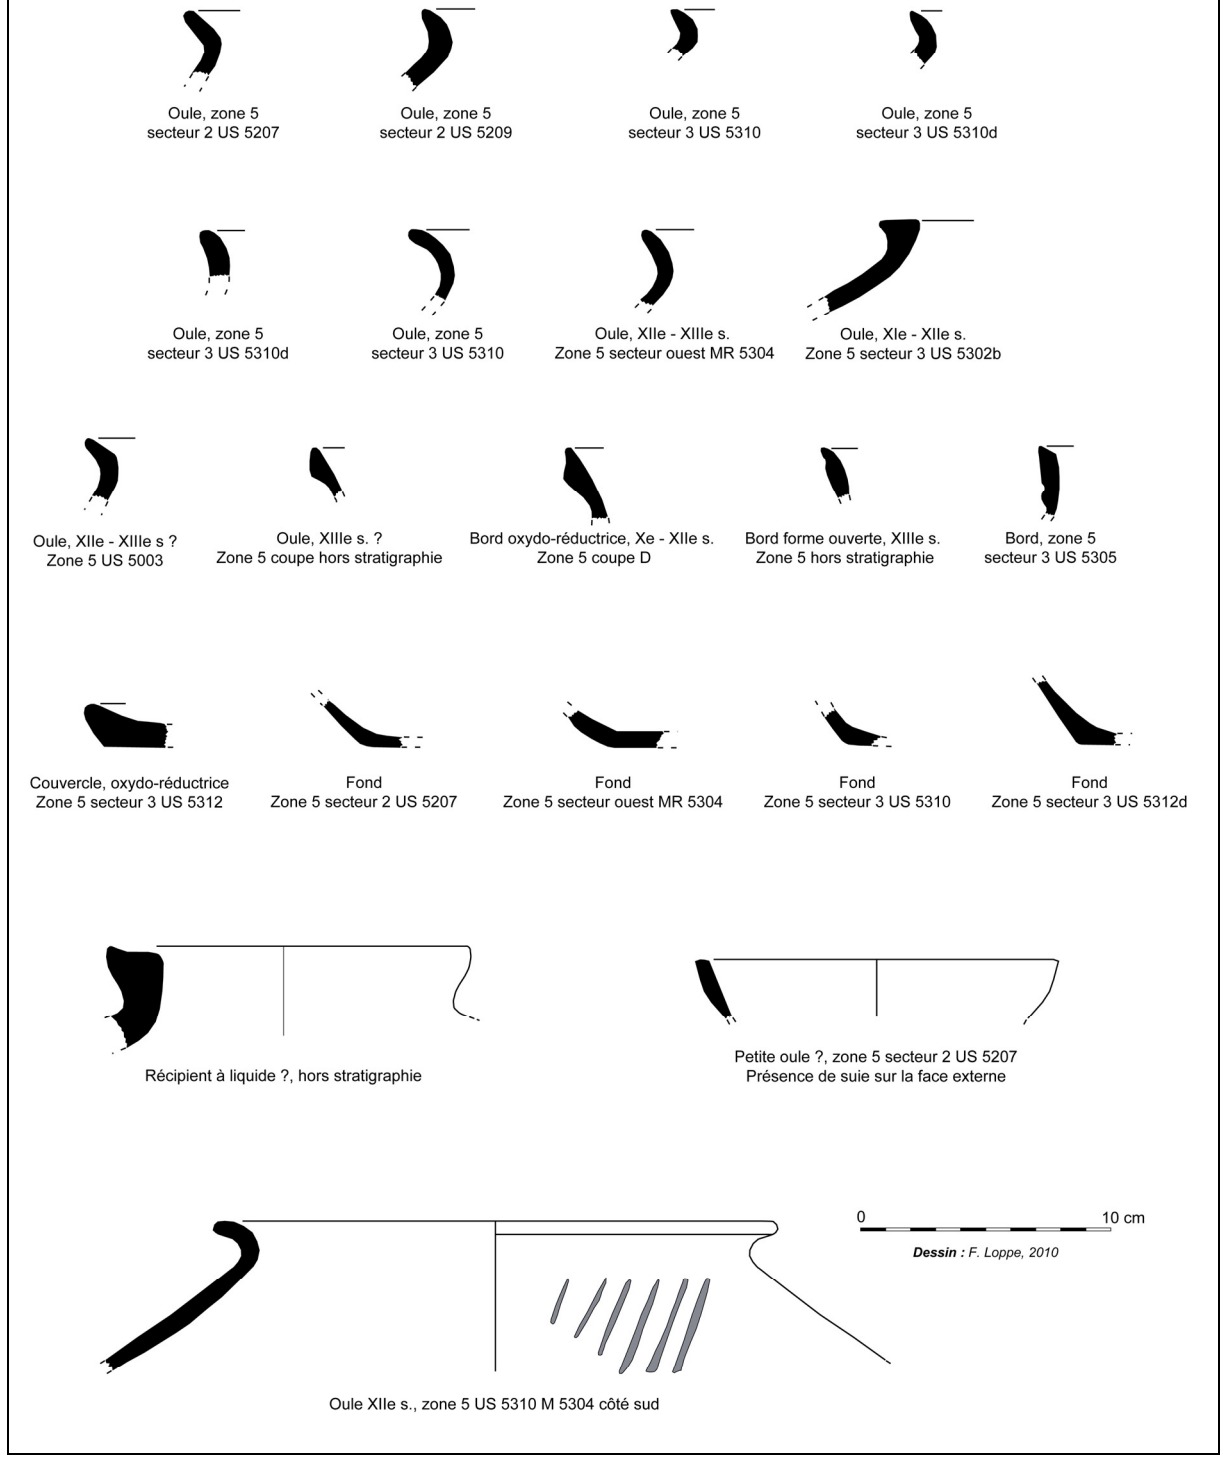 Oule, zone 5
secteur 2 US 5207
Oule, zone 5
secteur 2 US 5209
Oule, zone 5
secteur 3 US 5310
Oule, zone 5
secteur 3 US 5310d
Oule, zone 5
secteur 3 US 5310d
Oule, zone 5
secteur 3 US 5310
Oule, XIIe - XIIIe s.
Zone 5 secteur ouest MR 5304
Oule, XIe - XIIe s.
Zone 5 secteur 3 US 5302b
Oule, XIIe - XIIIe s ?
Zone 5 US 5003
Oule, XIIIe s. ?
Zone 5 coupe hors stratigraphie
Bord oxydo-réductrice, Xe - XIIe s.
Zone 5 coupe D
Bord forme ouverte, XIIIe s.
Zone 5 hors stratigraphie
Bord, zone 5
secteur 3 US 5305
Couvercle, oxydo-réductrice
Zone 5 secteur 3 US 5312
Fond
Zone 5 secteur 2 US 5207
Fond
Zone 5 secteur ouest MR 5304
Fond
Zone 5 secteur 3 US 5310
Fond
Zone 5 secteur 3 US 5312d
Récipient à liquide ?, hors stratigraphie
Petite oule ?, zone 5 secteur 2 US 5207
Présence de suie sur la face externe
0 10 cm
Dessin : F. Loppe, 2010
Oule XIIe s., zone 5 US 5310 M 5304 côté sud